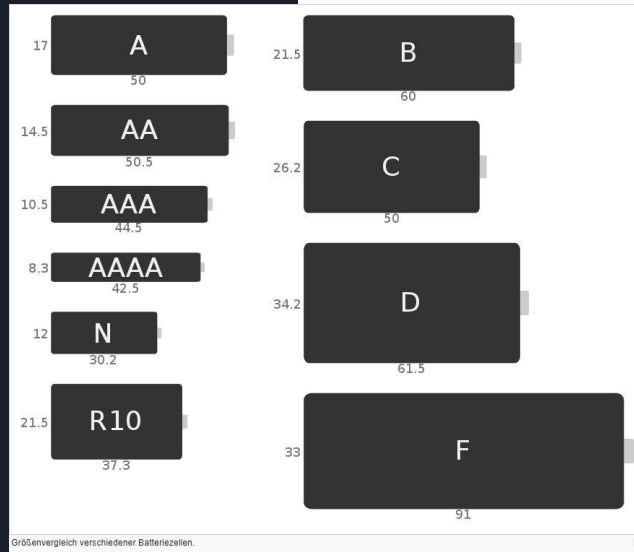 17
A
50
14.5
AA
50.5
10.5
AAA
44.5
8.3
AAAA
42.5
12
N
30.2
21.5
R10
37.3
21.5
B
60
26.2
C
50
34.2
D
61.5
33
F
91
Größenvergleich verschiedener Batteriezellen.